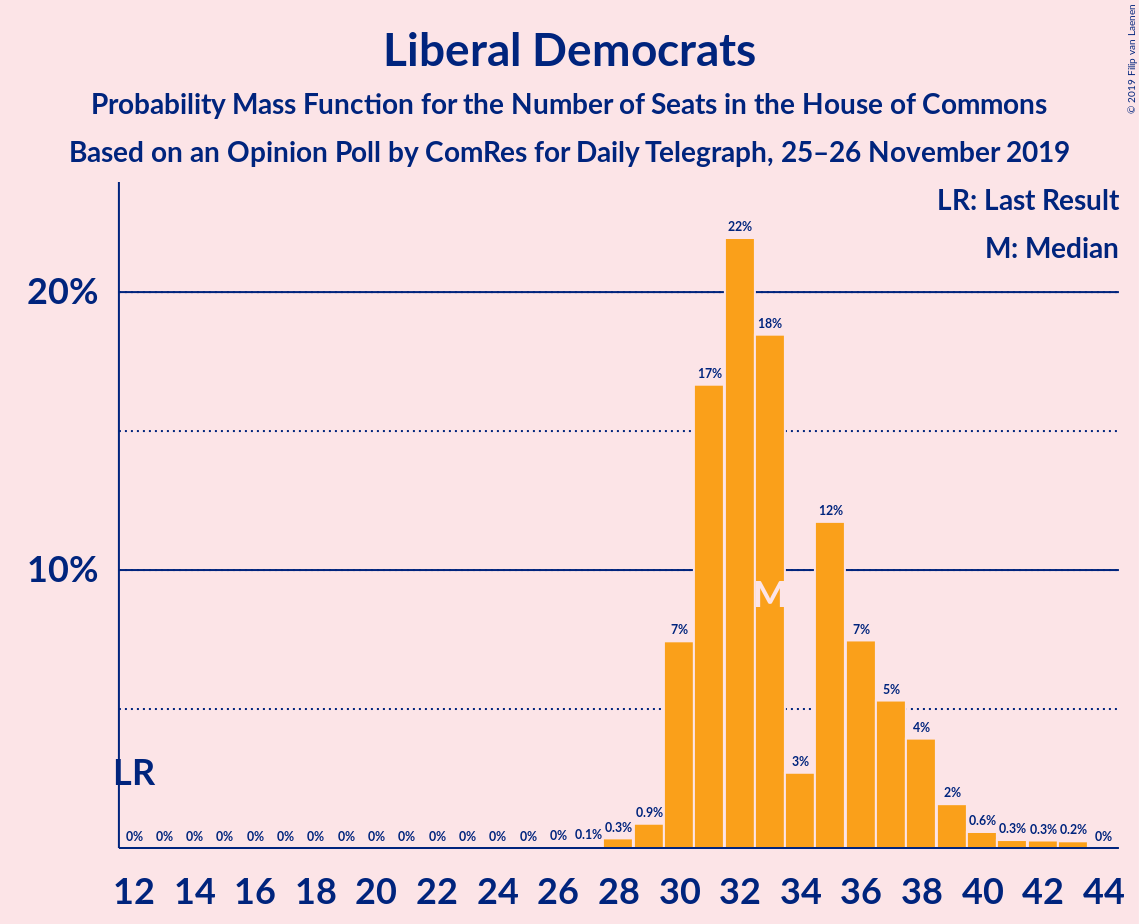 Liberal Democrats
Probability Mass Function for the Number of Seats in the House of Commons
Based on an Opinion Poll by ComRes for Daily Telegraph, 25–26 November 2019
© 2019 Filip van Laenen
LR: Last Result
M: Median
20%
10%
22%
18%
17%
12%
M
7%
7%
5%
4%
3%
LR
2%
0% 0% 0% 0% 0% 0% 0% 0% 0% 0% 0% 0% 0% 0% 0% 0.1% 0.3% 0.9% 0.6% 0.3% 0.3% 0.2% 0%
12 14 16 18 20 22 24 26 28 30 32 34 36 38 40 42 44